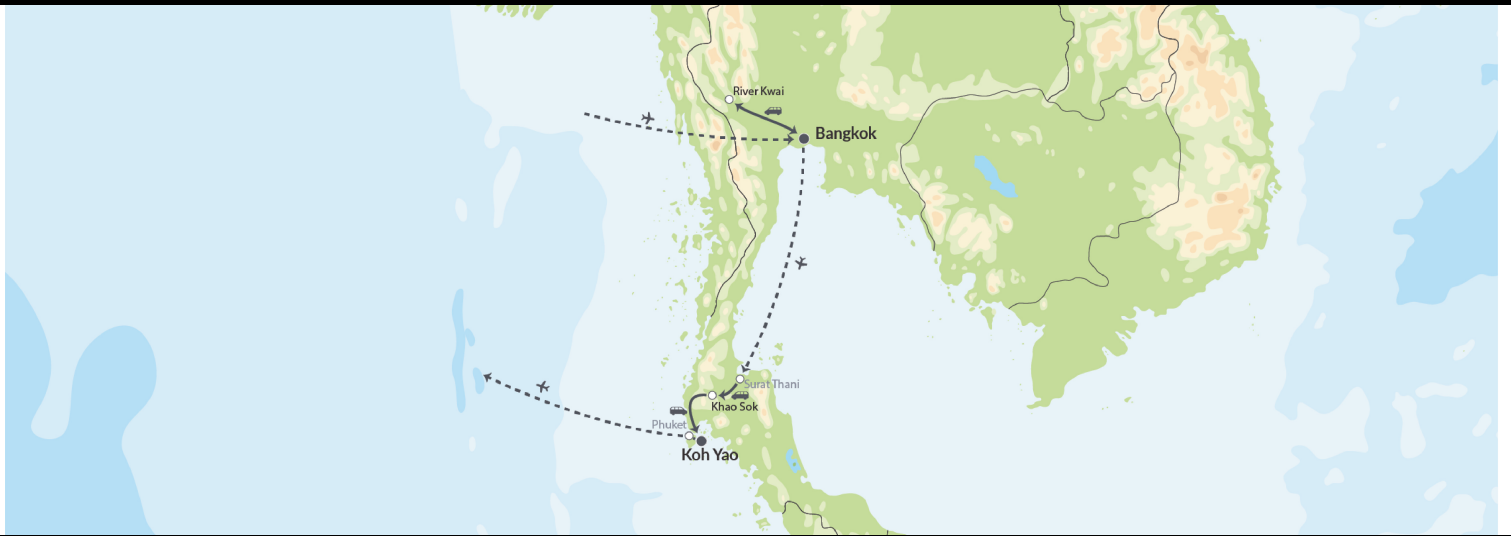 River Kwai
Bangkok
Surat Thani
Khao Sok
Phuket
Koh Yao